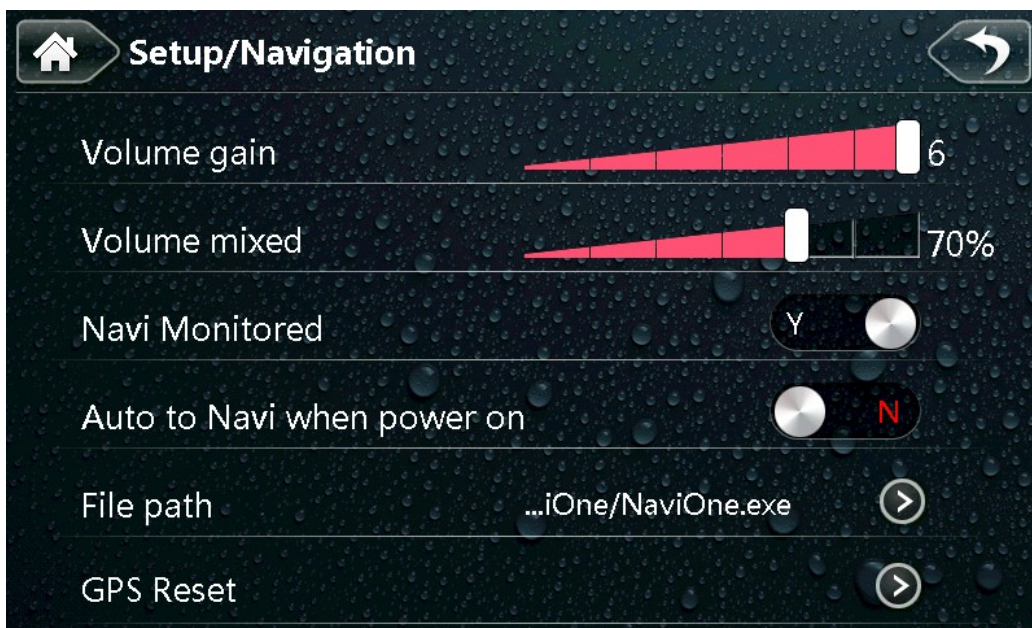 Setup/Navigation
Volume gain 6
Volume mixed 70%
Navi Monitored Y
Auto to Navi when power on N
File path ...iOne/NaviOne.exe
GPS Reset